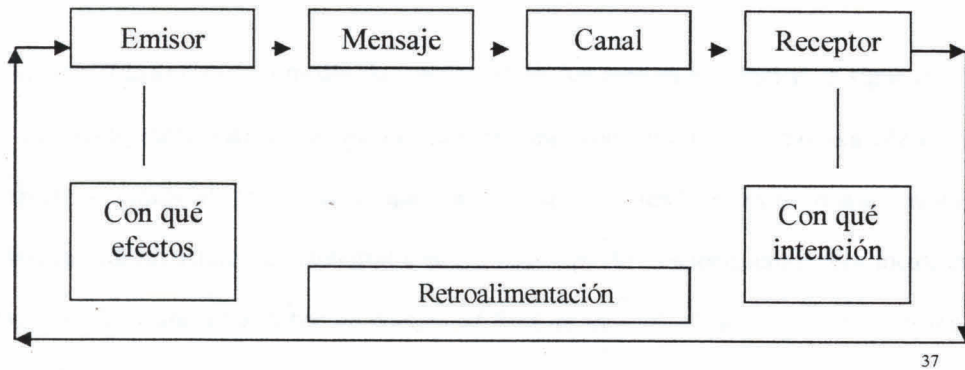 Emisor
Mensaje
Canal
Receptor
Con qué
efectos
Con qué
intención
Retroalimentación
37